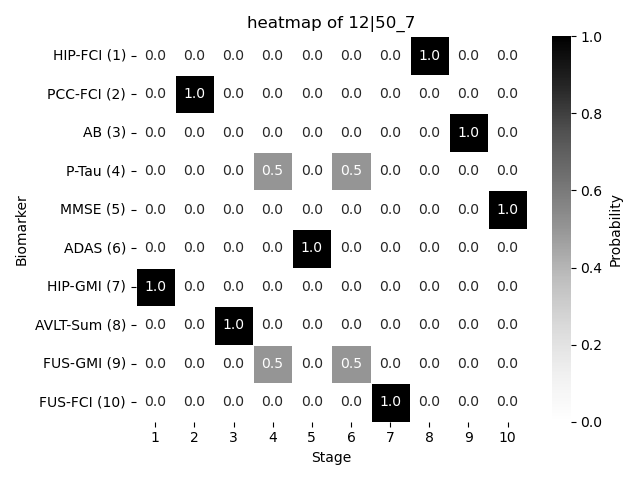 heatmap of 12|50_7
Biomarker
HIP-FCI (1) 0.0 0.0 0.0 0.0 0.0 0.0 0.0 1.0 0.0 0.0
PCC-FCI (2) 0.0 1.0 0.0 0.0 0.0 0.0 0.0 0.0 0.0 0.0
AB (3) 0.0 0.0 0.0 0.0 0.0 0.0 0.0 0.0 1.0 0.0
P-Tau (4) 0.0 0.0 0.0 0.5 0.0 0.5 0.0 0.0 0.0 0.0
MMSE (5) 0.0 0.0 0.0 0.0 0.0 0.0 0.0 0.0 0.0 1.0
ADAS (6) 0.0 0.0 0.0 0.0 1.0 0.0 0.0 0.0 0.0 0.0
HIP-GMI (7) 1.0 0.0 0.0 0.0 0.0 0.0 0.0 0.0 0.0 0.0
AVLT-Sum (8) 0.0 0.0 1.0 0.0 0.0 0.0 0.0 0.0 0.0 0.0
FUS-GMI (9) 0.0 0.0 0.0 0.5 0.0 0.5 0.0 0.0 0.0 0.0
FUS-FCI (10) 0.0 0.0 0.0 0.0 0.0 0.0 1.0 0.0 0.0 0.0
1 2 3 4 5 6 7 8 9 10
Stage
1.0
0.8
0.6
0.4
0.2
0.0
Probability